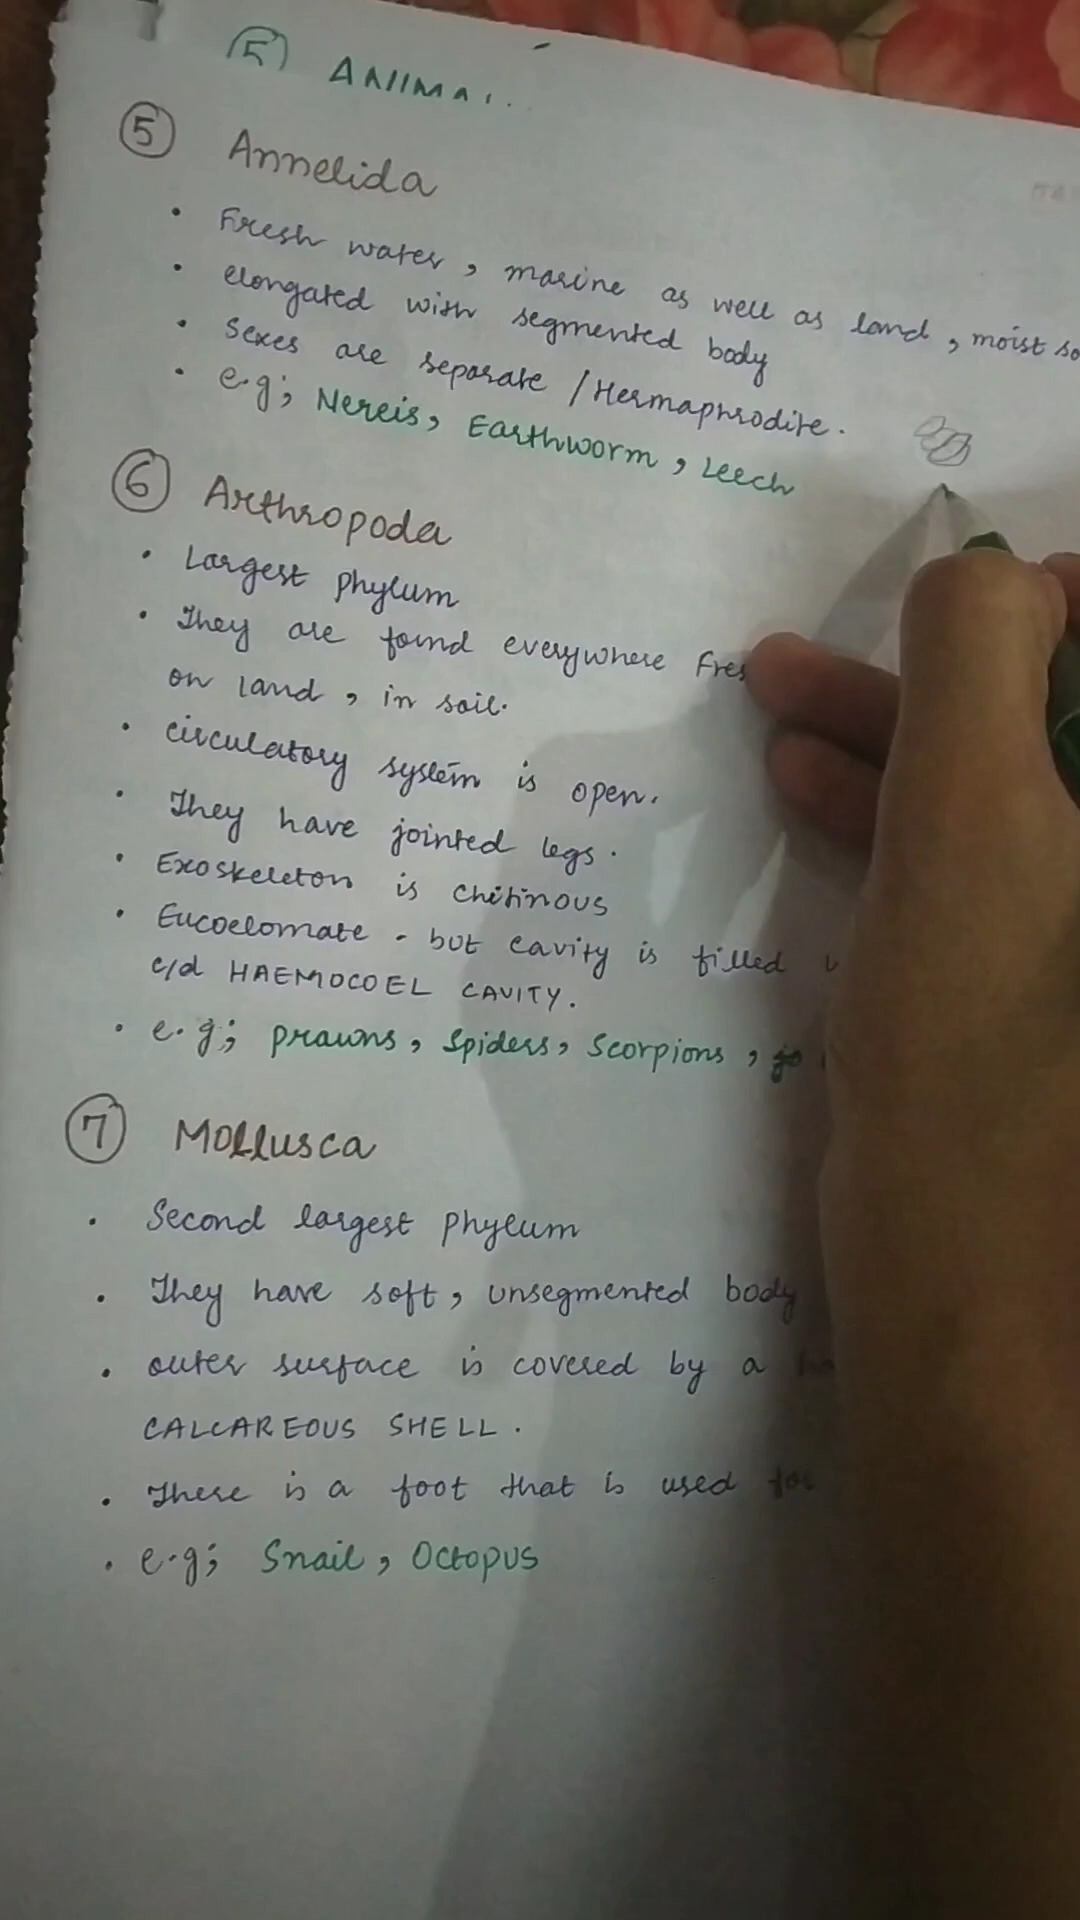 5 ANIMAL
5 Annelida
• Fresh water, marine as well as land, moist
• elongated with segmented body
• Sexes are separate / Hermaphrodite.
• e.g; Nereis, Earthworm, Leech
6 Arthropoda
• Largest phylum
• They are found everywhere
on land, in soil.
• circulatory system is open.
• They have jointed legs.
• Exoskeleton is chitinous
• Eucoelomate - but cavity is filled
c/d HAEMOCOEL CAVITY.
• e.g; prawns, Spiders, Scorpions,
7 Mollusca
• Second largest phylum
• They have soft, unsegmented body
• outer surface is covered by a
CALCAREOUS SHELL.
• There is a foot that is used for
• e.g; Snail, Octopus